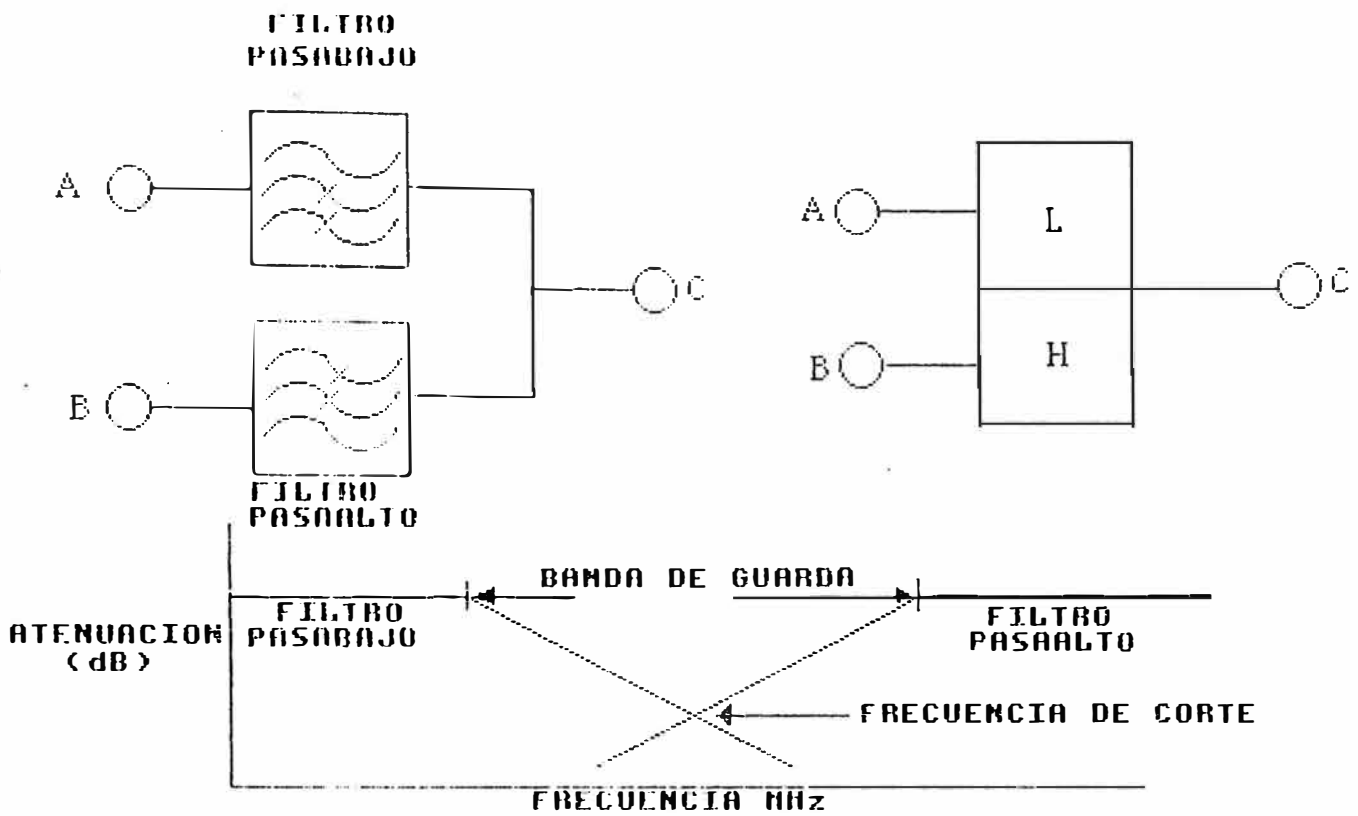 FILTRO
PASABAJO
A
B
C
FILTRO
PASAALTO
A
L
B
H
C
BANDA DE GUARDA
FILTRO
PASABAJO
FILTRO
PASAALTO
ATENUACION
(dB)
FRECUENCIA DE CORTE
FRECUENCIA MHz